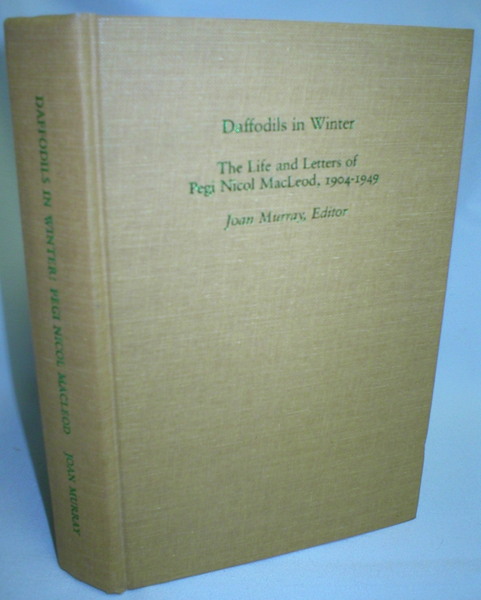 Daffodils in Winter
The Life and Letters of
Pegi Nicol MacLeod, 1904-1949
Joan Murray, Editor
DAFFODILS IN WINTER: PEGI NICOL MACLEOD JOAN MURRAY